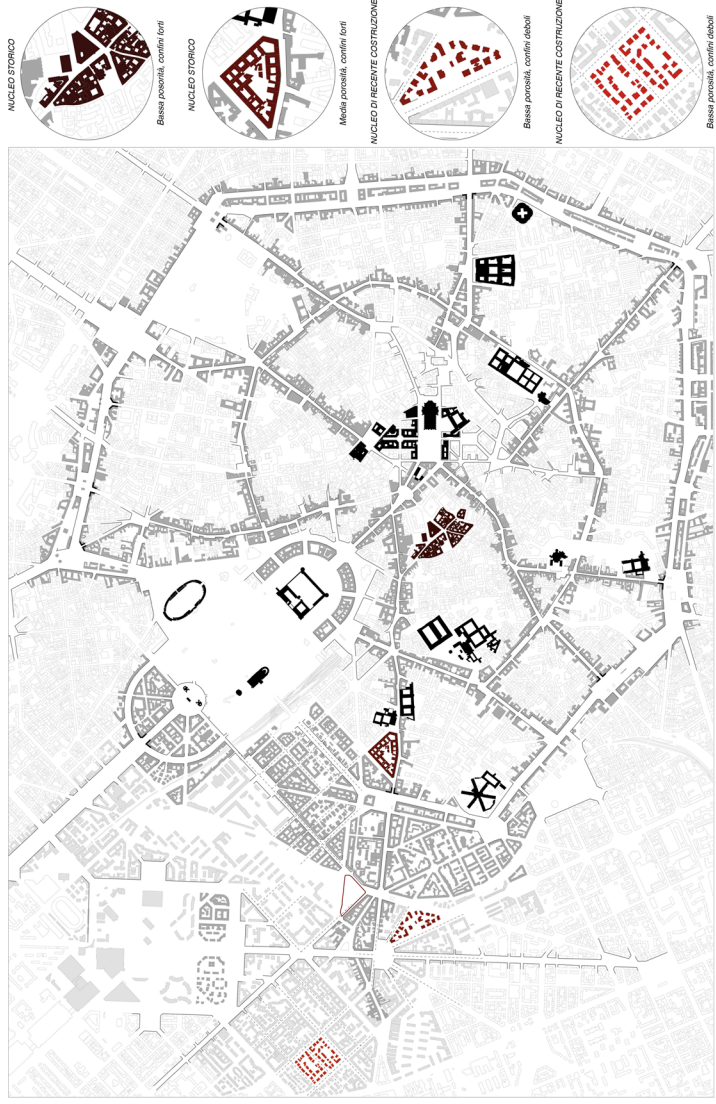 NUCLEO STORICO
Bassa posorità, confini forti
NUCLEO STORICO
Media porosità, confini forti
NUCLEO DI RECENTE COSTRUZIONE
Bassa porosità, confini deboli
NUCLEO DI RECENTE COSTRUZIONE
Bassa porosità, confini deboli